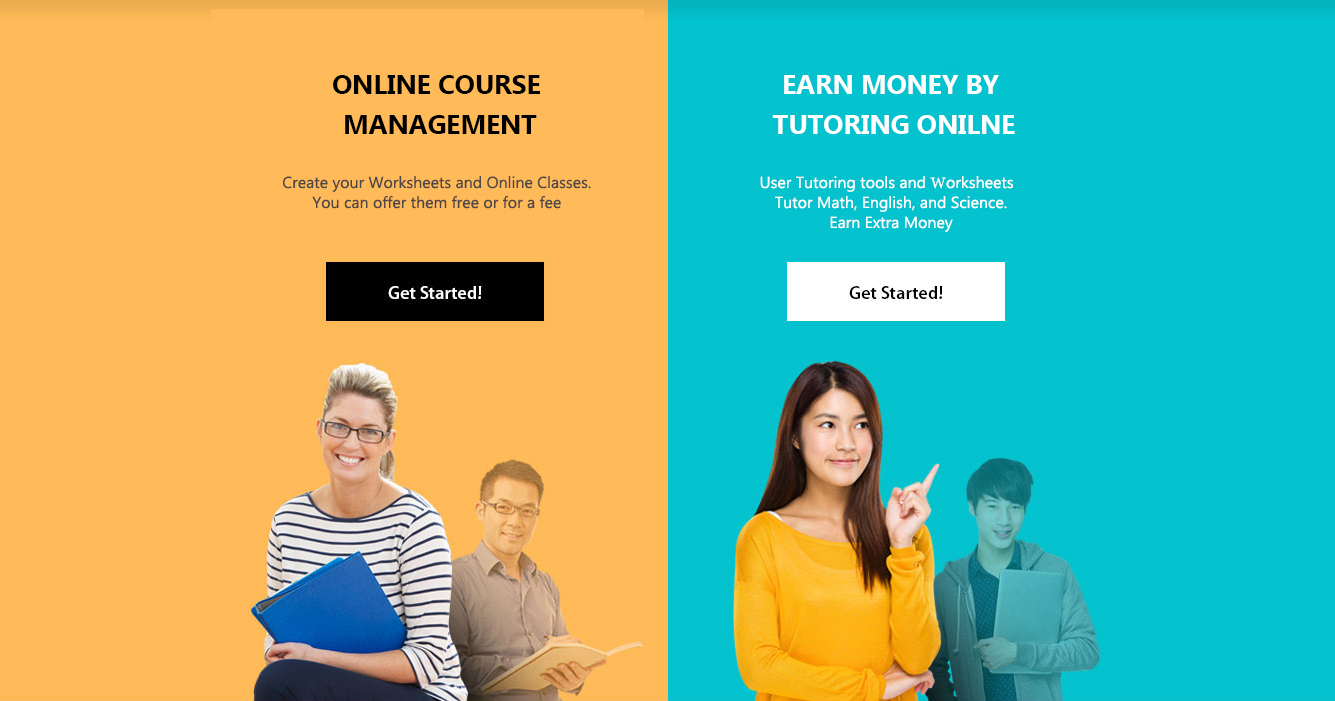 ONLINE COURSE
MANAGEMENT
Create your Worksheets and Online Classes.
You can offer them free or for a fee
Get Started!
EARN MONEY BY
TUTORING ONILNE
User Tutoring tools and Worksheets
Tutor Math, English, and Science.
Earn Extra Money
Get Started!